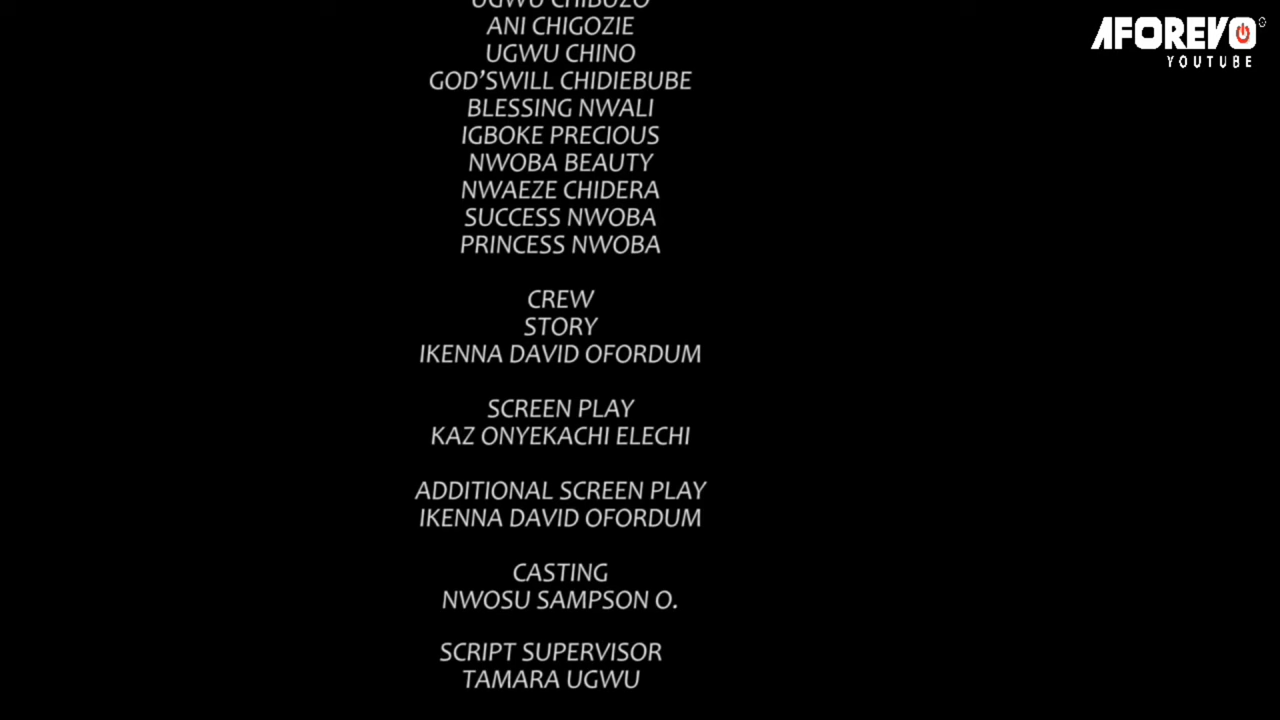 UGWU CHIBUZO
ANI CHIGOZIE
UGWU CHINO
GOD'SWILL CHIDIEBUBE
BLESSING NWALI
IGBOKE PRECIOUS
NWOBA BEAUTY
NWAEZE CHIDERA
SUCCESS NWOBA
PRINCESS NWOBA
CREW
STORY
IKENNA DAVID OFORDUM
SCREEN PLAY
KAZ ONYEKACHI ELECHI
ADDITIONAL SCREEN PLAY
IKENNA DAVID OFORDUM
CASTING
NWOSU SAMPSON O.
SCRIPT SUPERVISOR
TAMARA UGWU
AFOREVO
YOUTUBE